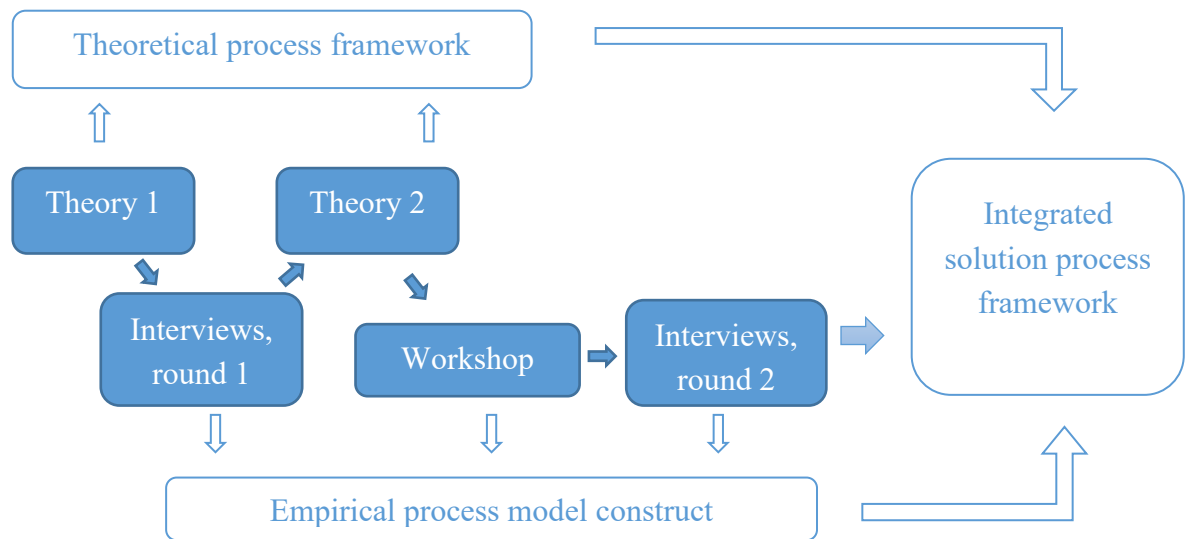 Theoretical process framework
Theory 1
Theory 2
Integrated
solution process
framework
Interviews,
round 1
Workshop
Interviews,
round 2
Empirical process model construct